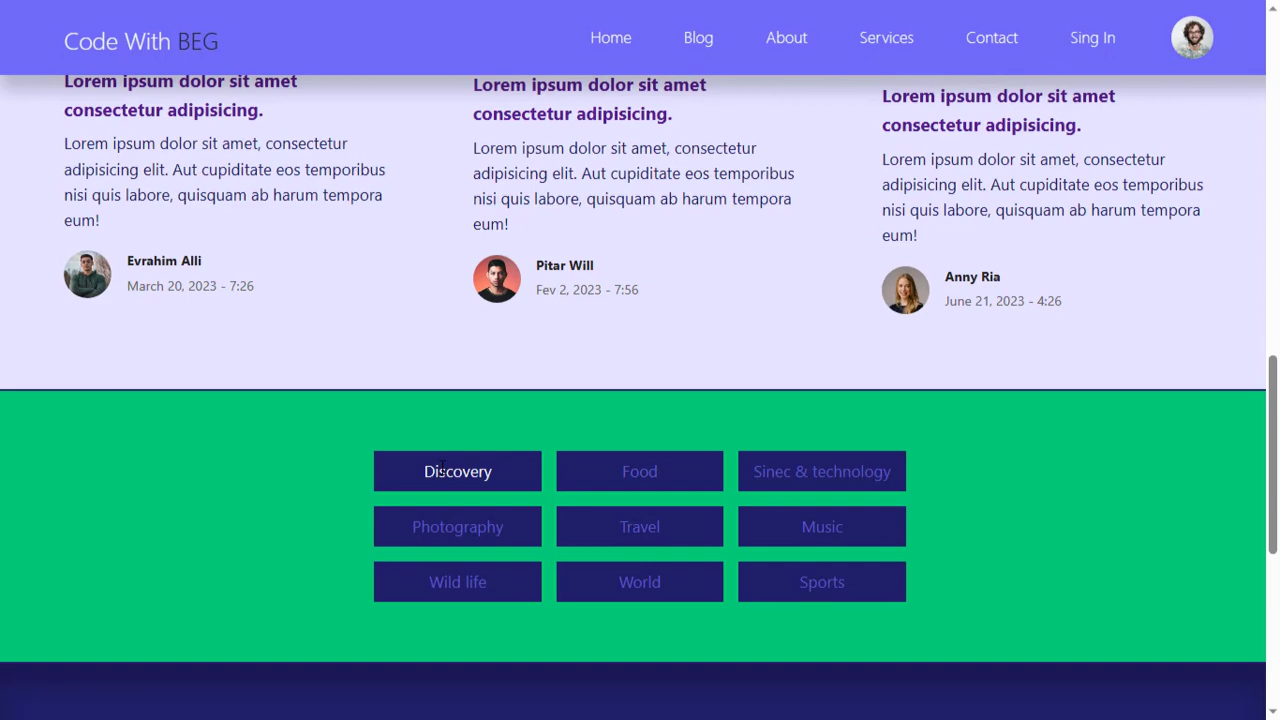 Code With BEG
Home
Blog
About
Services
Contact
Sing In
Lorem ipsum dolor sit amet
consectetur adipisicing.
Lorem ipsum dolor sit amet, consectetur
adipisicing elit. Aut cupiditate eos temporibus
nisi quis labore, quisquam ab harum tempora
eum!
Evrahim Alli
March 20, 2023 - 7:26
Lorem ipsum dolor sit amet
consectetur adipisicing.
Lorem ipsum dolor sit amet, consectetur
adipisicing elit. Aut cupiditate eos temporibus
nisi quis labore, quisquam ab harum tempora
eum!
Pitar Will
Fev 2, 2023 - 7:56
Lorem ipsum dolor sit amet
consectetur adipisicing.
Lorem ipsum dolor sit amet, consectetur
adipisicing elit. Aut cupiditate eos temporibus
nisi quis labore, quisquam ab harum tempora
eum!
Anny Ria
June 21, 2023 - 4:26
Discovery
Food
Sinec & technology
Photography
Travel
Music
Wild life
World
Sports